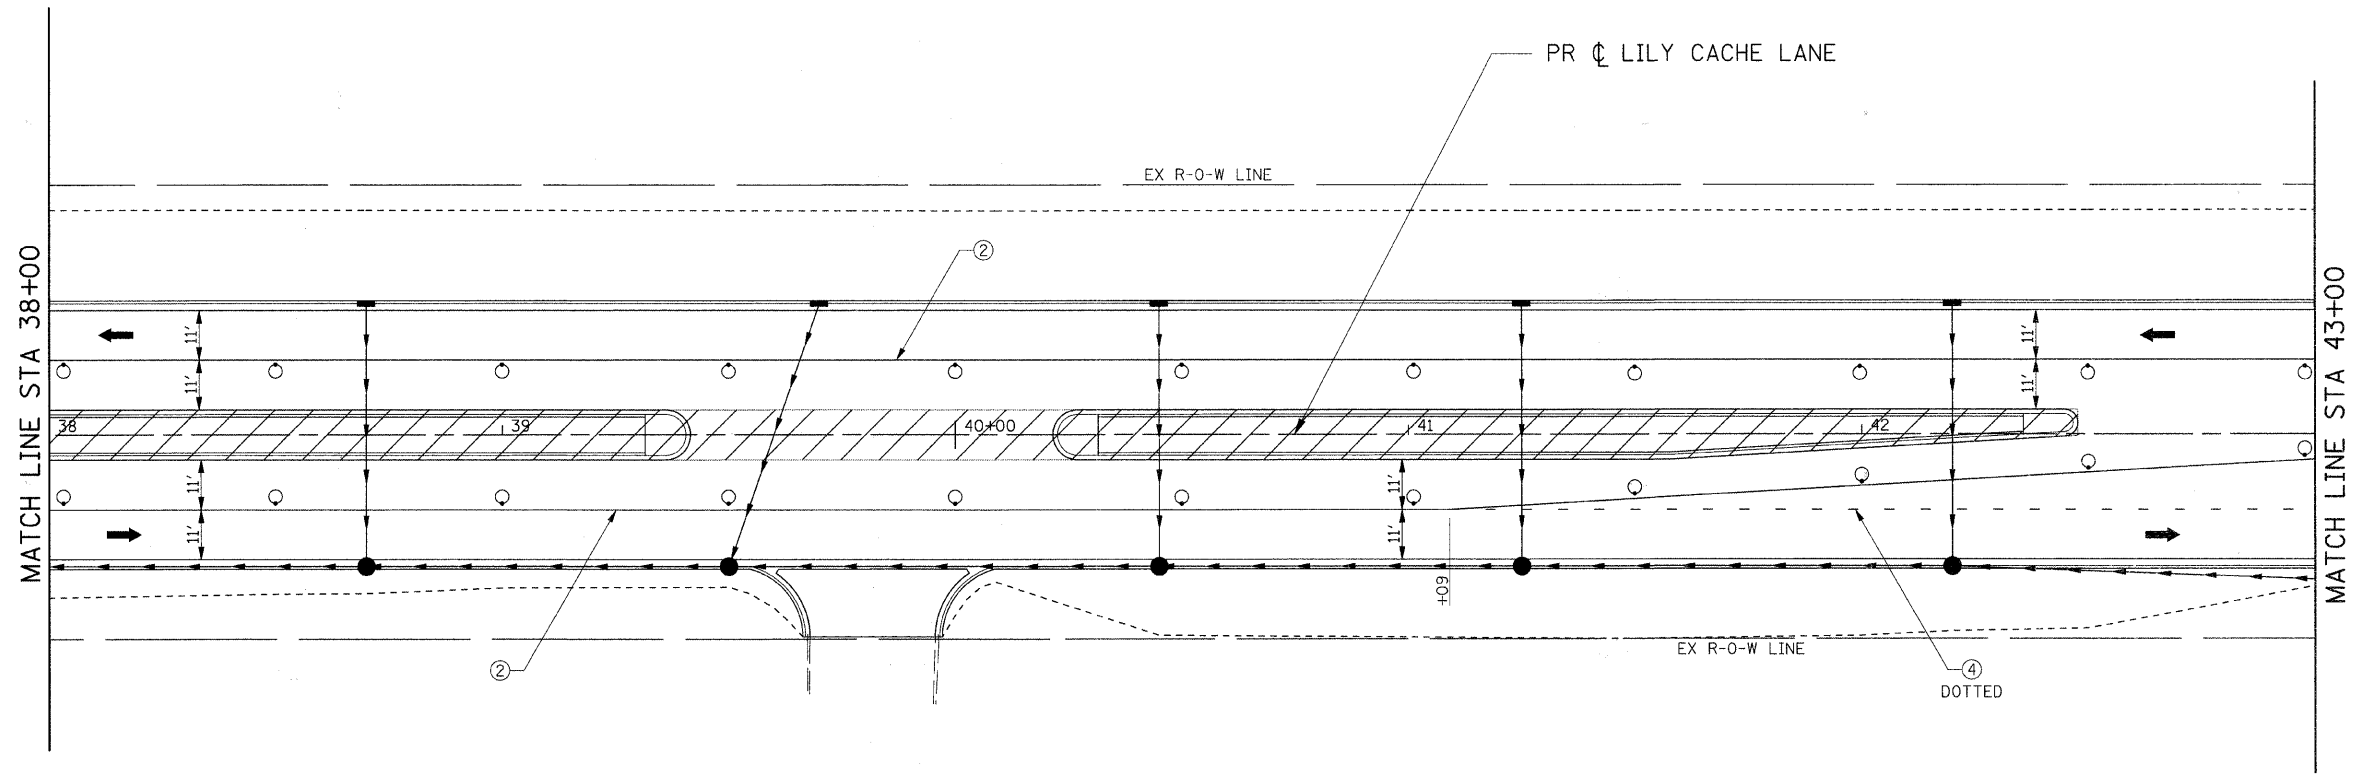 PR ℄ LILY CACHE LANE
EX R-O-W LINE
MATCH LINE STA 38+00
MATCH LINE STA 43+00
2
11'
11'
11'
11'
38
39
40+00
41
42
11'
11'
11'
11'
+09
2
EX R-O-W LINE
4
DOTTED